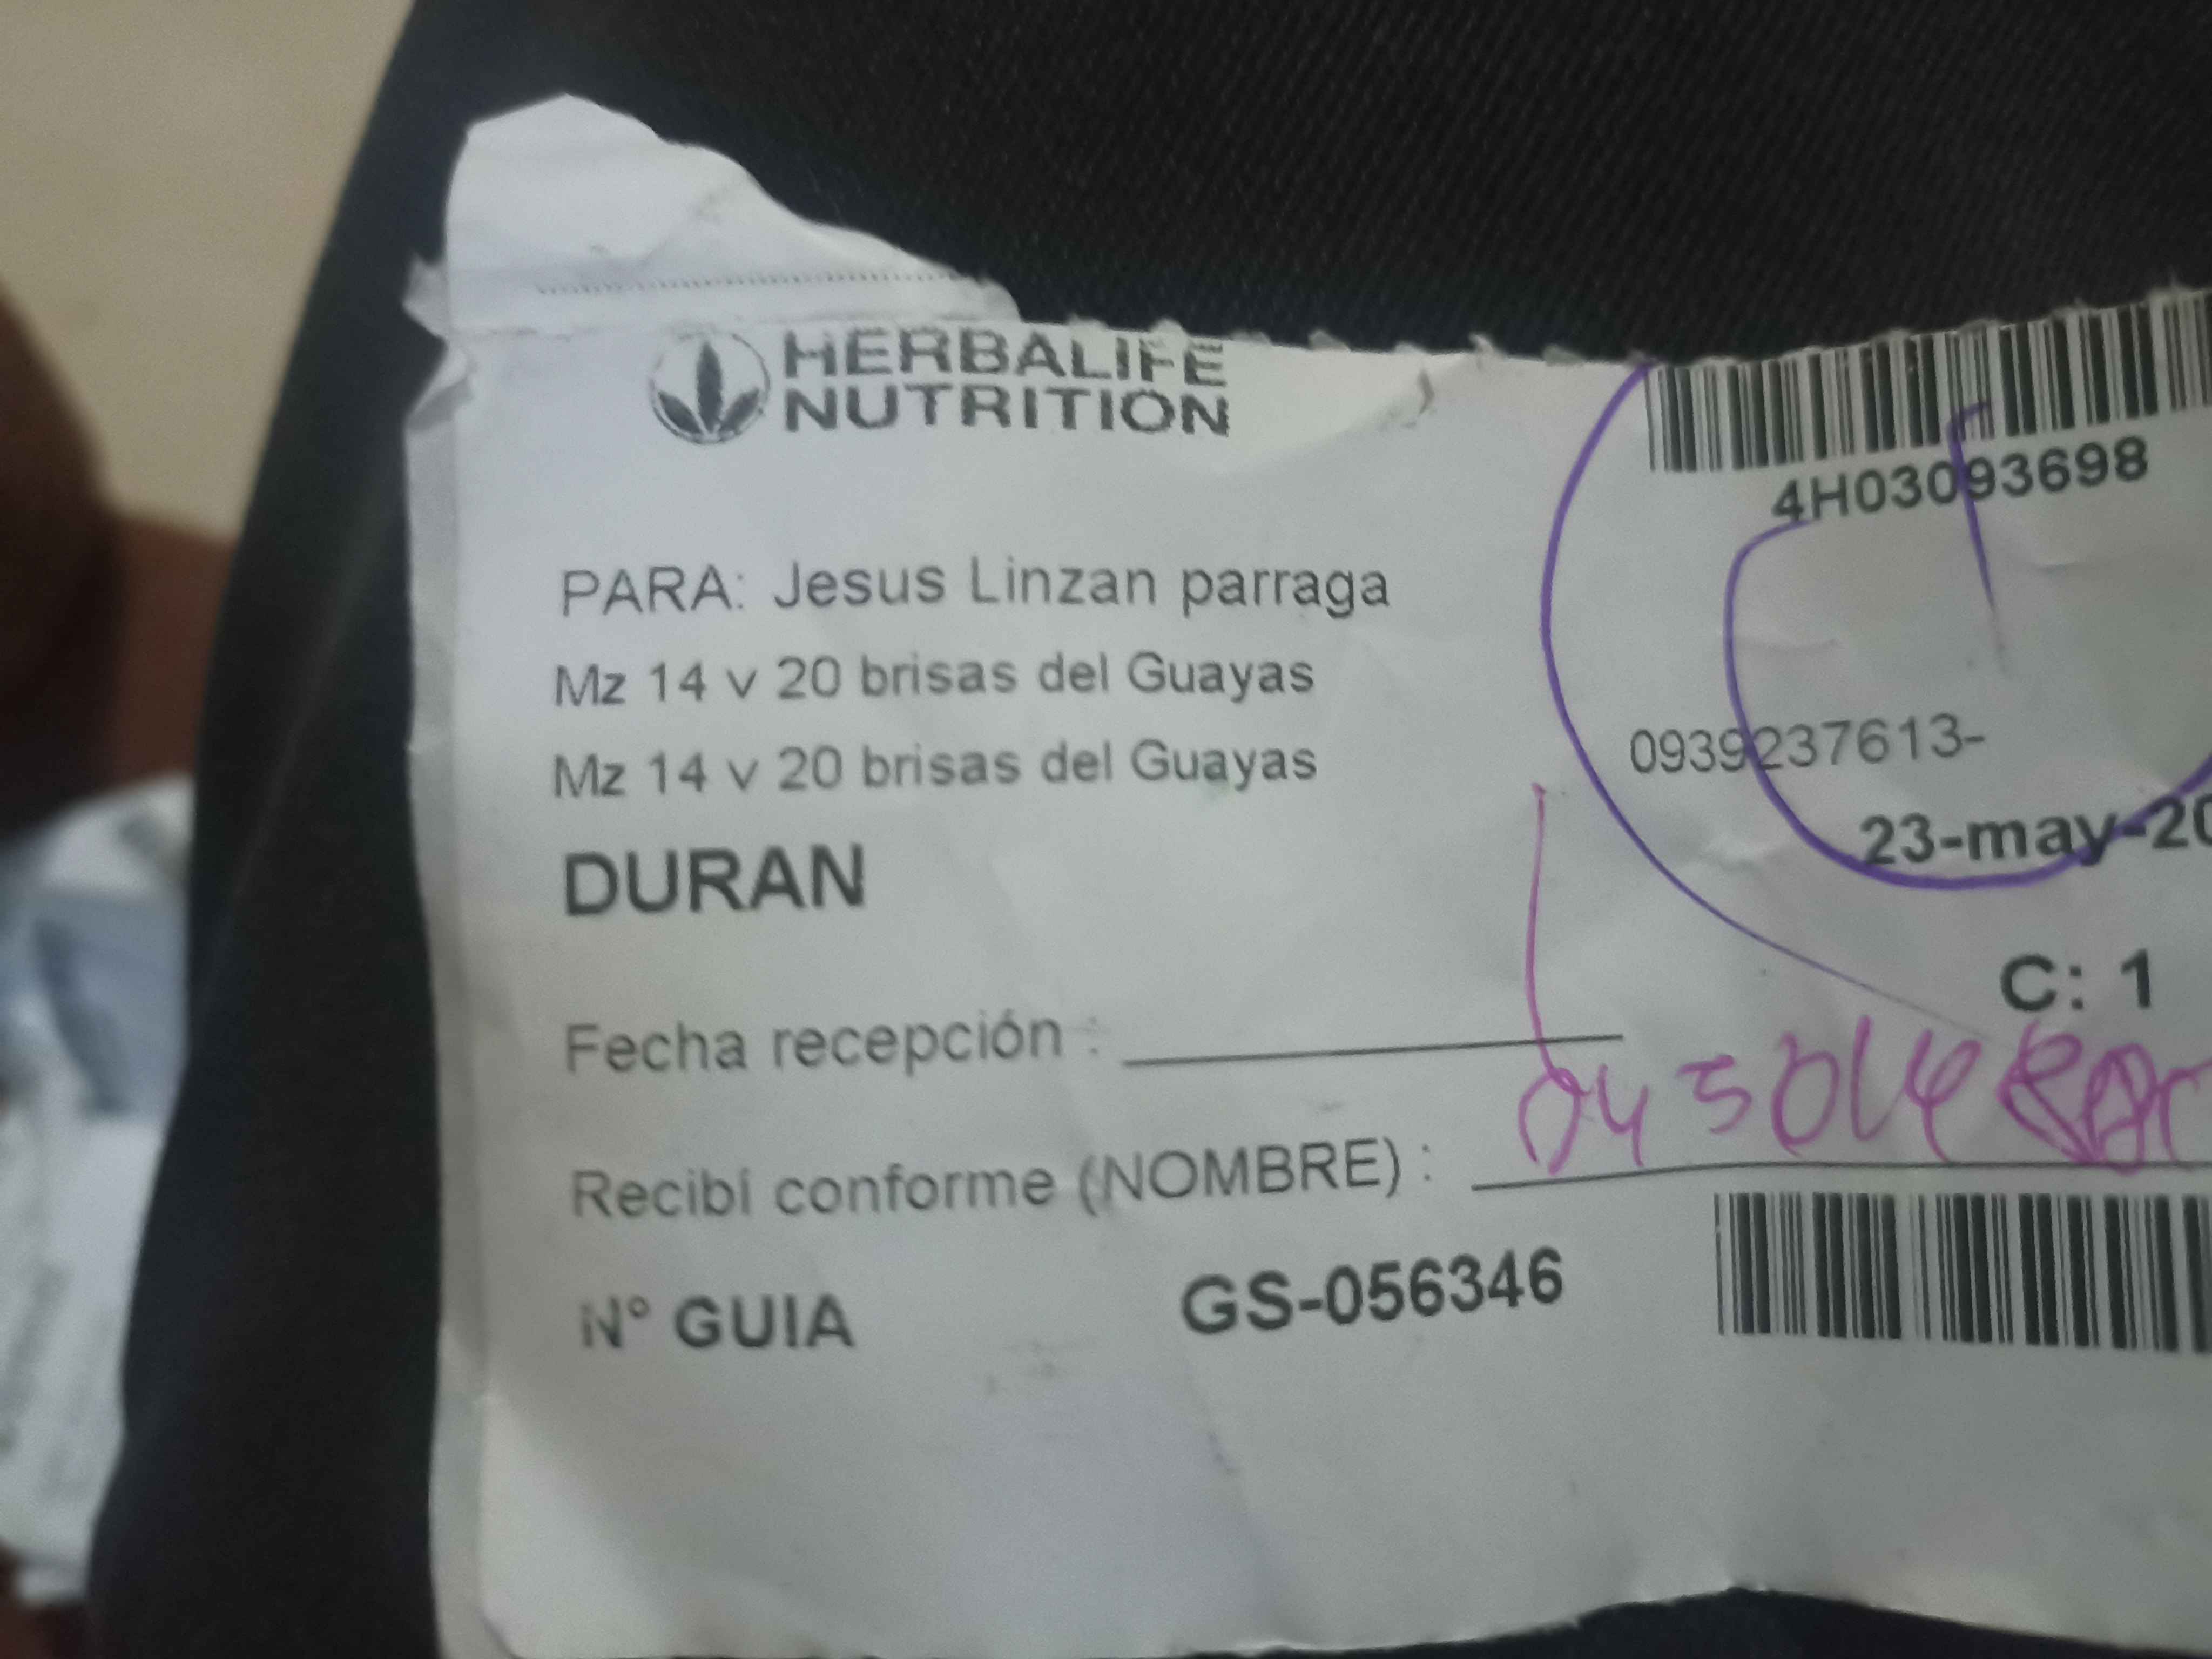 HERBALIFE
NUTRITION
4H03093698
PARA: Jesus Linzan parraga
Mz 14 v 20 brisas del Guayas
Mz 14 v 20 brisas del Guayas
0939237613-
23-may-20
DURAN
C: 1
Fecha recepción :
Recibí conforme (NOMBRE) :
N° GUIA GS-056346